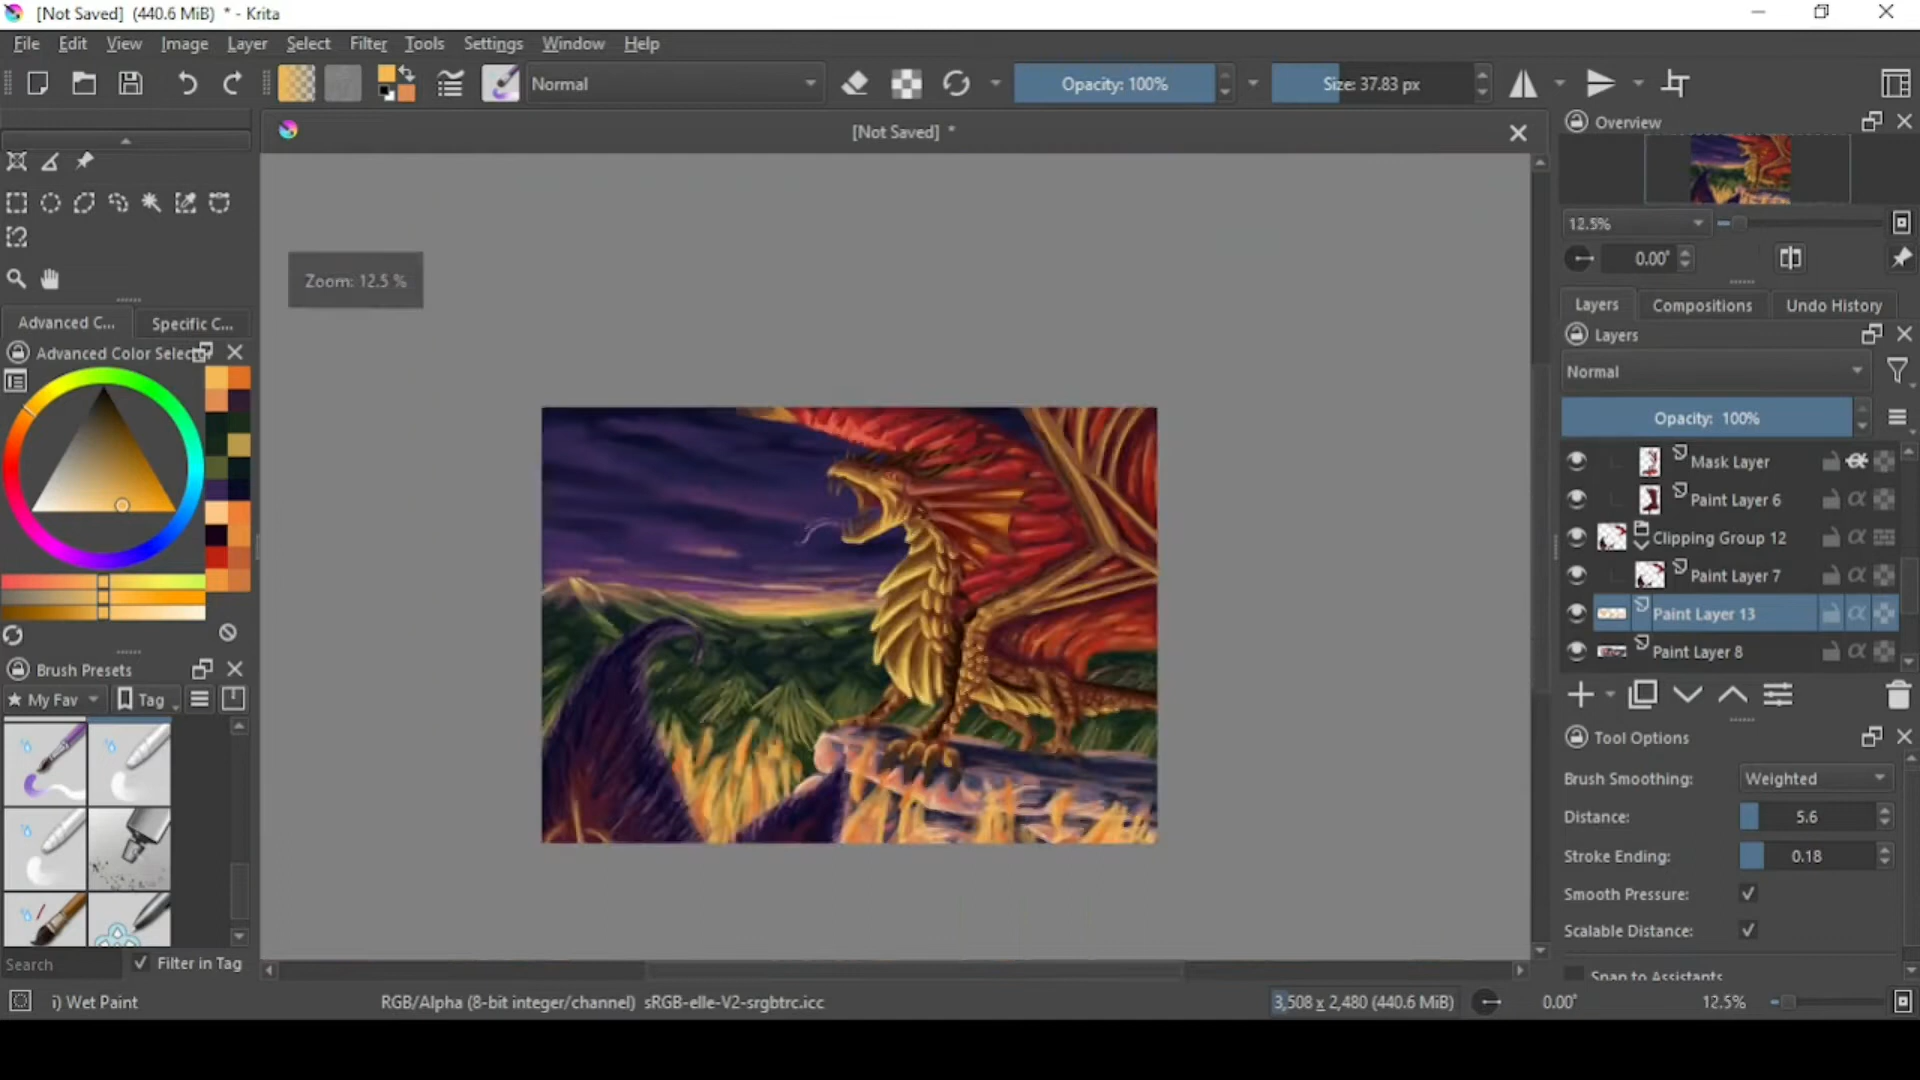 [Not Saved] (440.6 MiB) * - Krita
File Edit View Image Layer Select Filter Tools Settings Window Help
Normal
Opacity: 100%
Size: 37.83 px
[Not Saved] *
Overview
Zoom: 12.5 %
12.5%
0.00°
Advanced C... Specific C...
Advanced Color Selec
Layers Compositions Undo History
Layers
Normal
Opacity: 100%
Mask Layer
Paint Layer 6
Clipping Group 12
Paint Layer 7
Paint Layer 13
Paint Layer 8
Brush Presets
My Fav
Tag
Tool Options
Brush Smoothing: Weighted
Distance: 5.6
Stroke Ending: 0.18
Smooth Pressure:
Scalable Distance:
Snap to Assistants
Search
Filter in Tag
i) Wet Paint
RGB/Alpha (8-bit integer/channel) sRGB-elle-V2-srgbtrc.icc
3,508 x 2,480 (440.6 MiB)
0.00°
12.5%